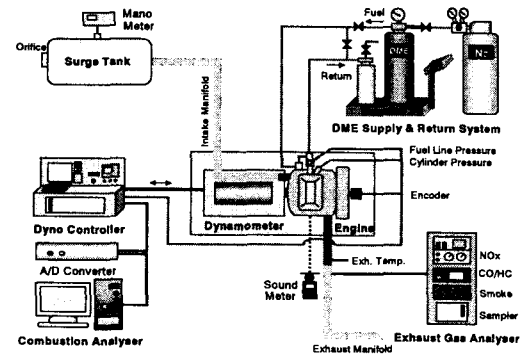 Mano
Meter
Orifice
Surge Tank
Fuel
DME
N2
Return
Intake Manifold
DME Supply & Return System
Fuel Line Pressure
Cylinder Pressure
Encoder
Dyno Controller
Dynamometer
Engine
A/D Converter
Exh. Temp.
Sound
Meter
NOx
CO/HC
Smoke
Sampler
Combustion Analyser
Exhaust Manifold
Exhaust Gas Analyser